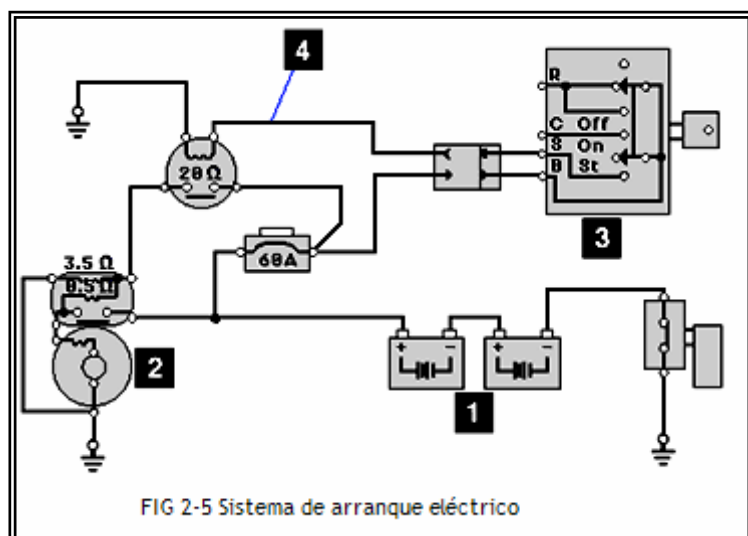 4
R
C Off
S On
B St
20 Ω
3
60A
3.5 Ω
0.5 Ω
2
+ -
+ -
1
FIG 2-5 Sistema de arranque eléctrico